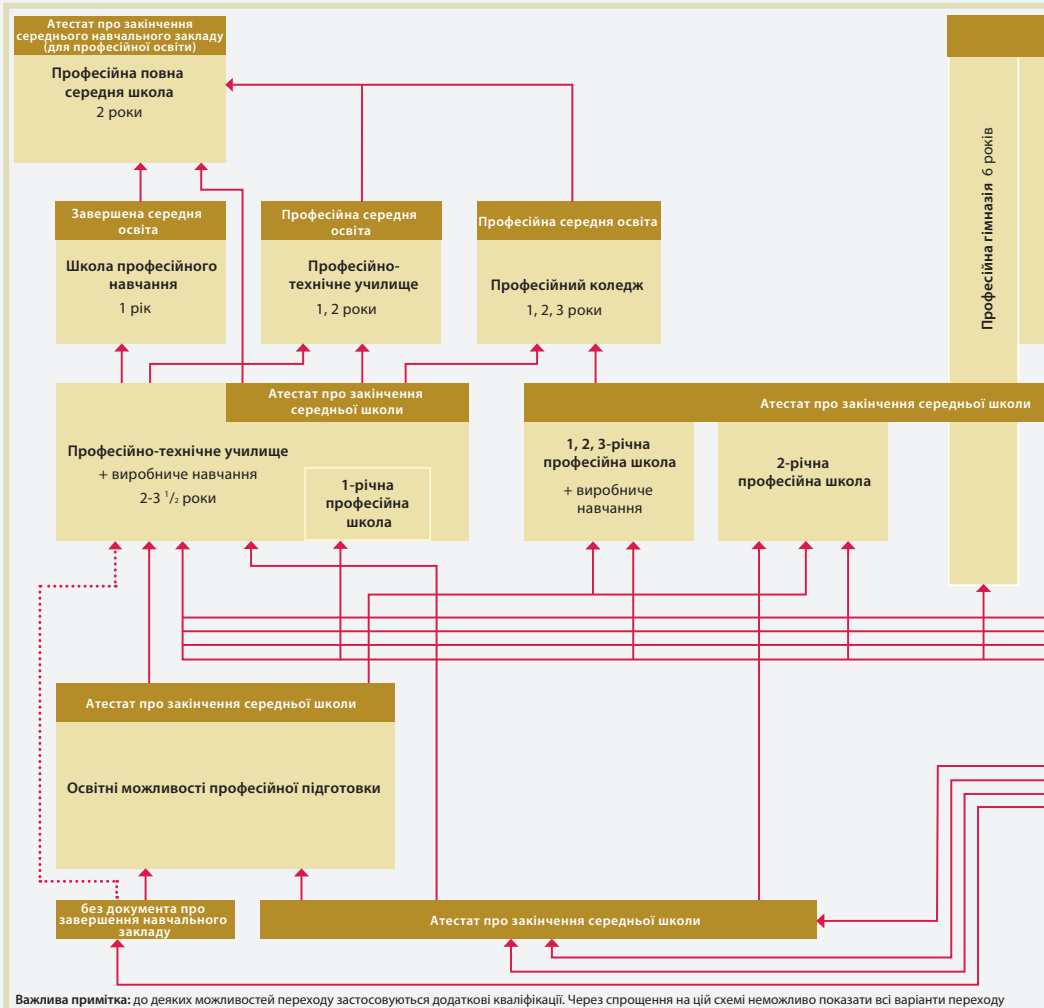 Атестат про закінчення
середнього навчального закладу
(для професійної освіти)
Професійна повна
середня школа
2 роки
Завершена середня
освіта
Школа професійного
навчання
1 рік
Професійна середня
освіта
Професійно-
технічне училище
1, 2 роки
Професійна середня освіта
Професійний коледж
1, 2, 3 роки
Професійна гімназія 6 років
Атестат про закінчення
середньої школи
Професійно-технічне училище
+ виробниче навчання
2-3 1/2 роки
1-річна
професійна
школа
Атестат про закінчення середньої школи
1, 2, 3-річна
професійна школа
+ виробниче
навчання
2-річна
професійна школа
Атестат про закінчення середньої школи
Освітні можливості професійної підготовки
без документа про
завершення навчального
закладу
Атестат про закінчення середньої школи
Важлива примітка: до деяких можливостей переходу застосовуються додаткові кваліфікації. Через спрощення на цій схемі неможливо показати всі варіанти переходу